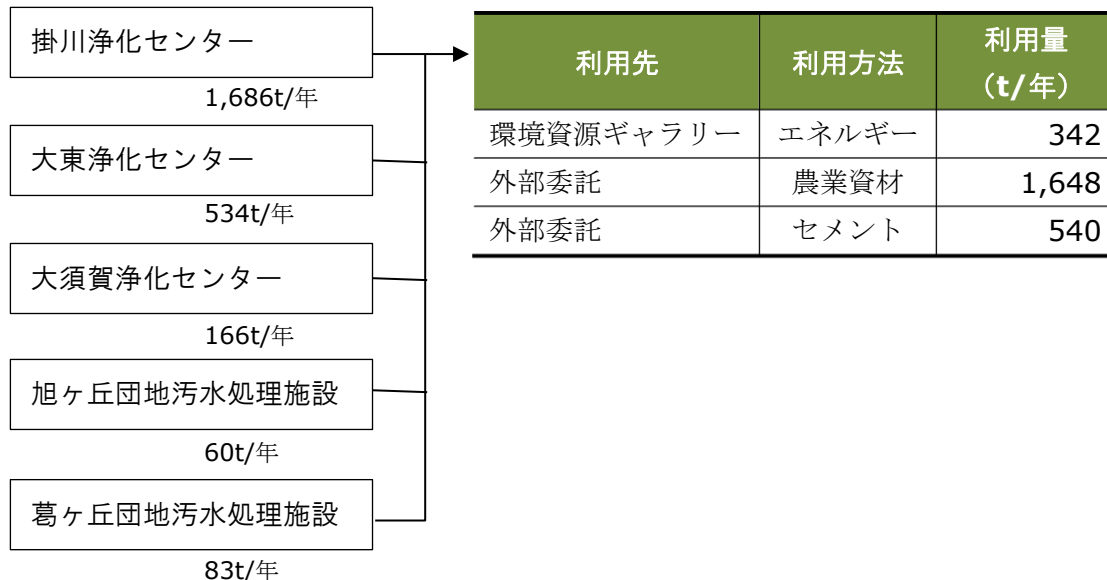 掛川浄化センター
1,686t/年
大東浄化センター
534t/年
大須賀浄化センター
166t/年
旭ヶ丘団地汚水処理施設
60t/年
葛ヶ丘団地汚水処理施設
83t/年
利用先 利用方法 利用量
（t/年）
環境資源ギャラリー エネルギー 342
外部委託 農業資材 1,648
外部委託 セメント 540